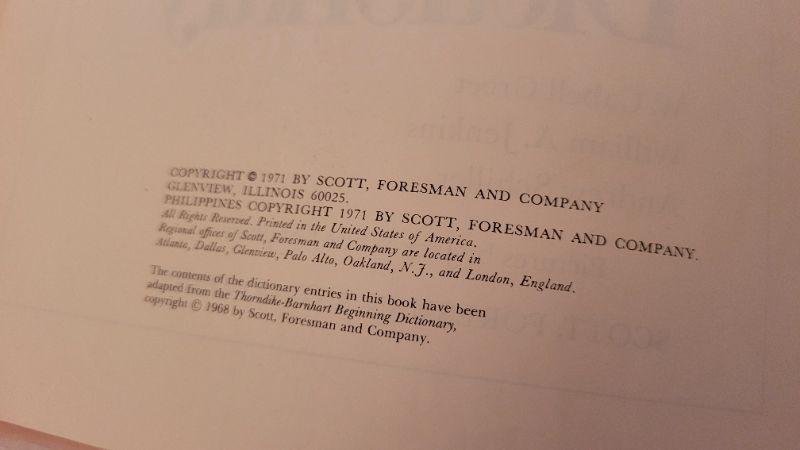 COPYRIGHT © 1971 BY SCOTT, FORESMAN AND COMPANY
GLENVIEW, ILLINOIS 60025.
PHILIPPINES COPYRIGHT 1971 BY SCOTT, FORESMAN AND COMPANY.
All Rights Reserved. Printed in the United States of America.
Regional offices of Scott, Foresman and Company are located in
Atlanta, Dallas, Glenview, Palo Alto, Oakland, N.J., and London, England.
The contents of the dictionary entries in this book have been
adapted from the Thorndike-Barnhart Beginning Dictionary,
copyright © 1968 by Scott, Foresman and Company.